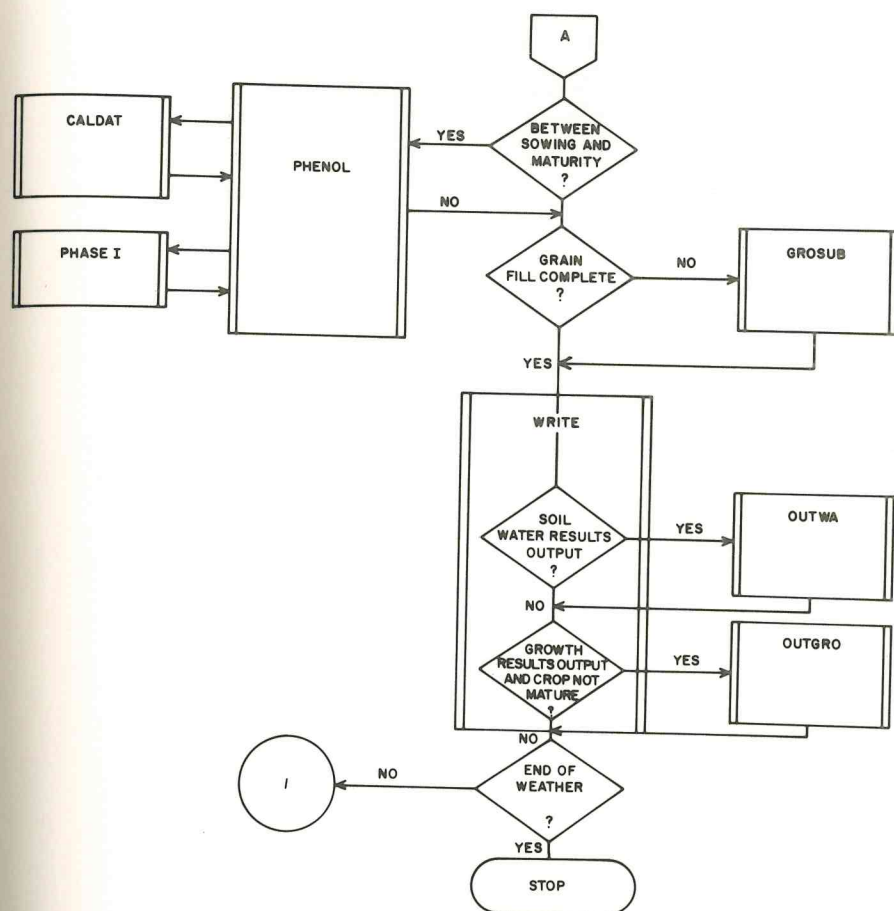 A
CALDAT
YES
BETWEEN
SOWING AND
MATURITY
?
PHENOL
NO
PHASE I
GRAIN
FILL COMPLETE
?
NO
GROSUB
YES
WRITE
SOIL
WATER RESULTS
OUTPUT
?
YES
OUTWA
NO
GROWTH
RESULTS OUTPUT
AND CROP NOT
MATURE
?
YES
OUTGRO
NO
END OF
WEATHER
?
NO
I
YES
STOP